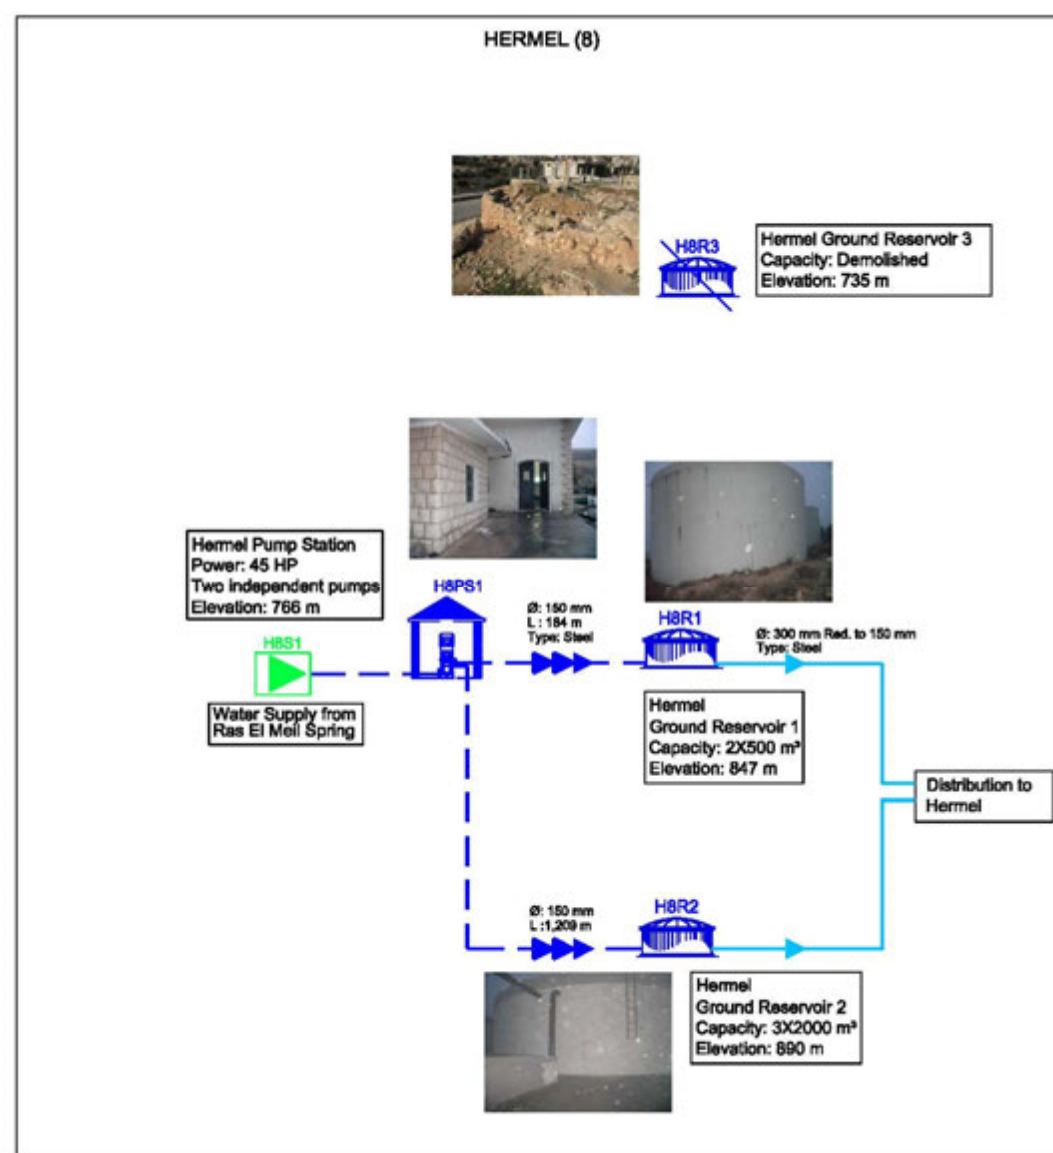 HERMEL (8)
H8R3
Hermel Ground Reservoir 3
Capacity: Demolished
Elevation: 735 m
Hermel Pump Station
Power: 45 HP
Two independent pumps
Elevation: 766 m
H8PS1
Ø: 150 mm
L : 184 m
Type: Steel
H8R1
Ø: 300 mm Red. to 150 mm
Type: Steel
H8S1
Water Supply from
Ras El Meil Spring
Hermel
Ground Reservoir 1
Capacity: 2X500 m³
Elevation: 847 m
Distribution to
Hermel
Ø: 150 mm
L :1,209 m
H8R2
Hermel
Ground Reservoir 2
Capacity: 3X2000 m³
Elevation: 890 m